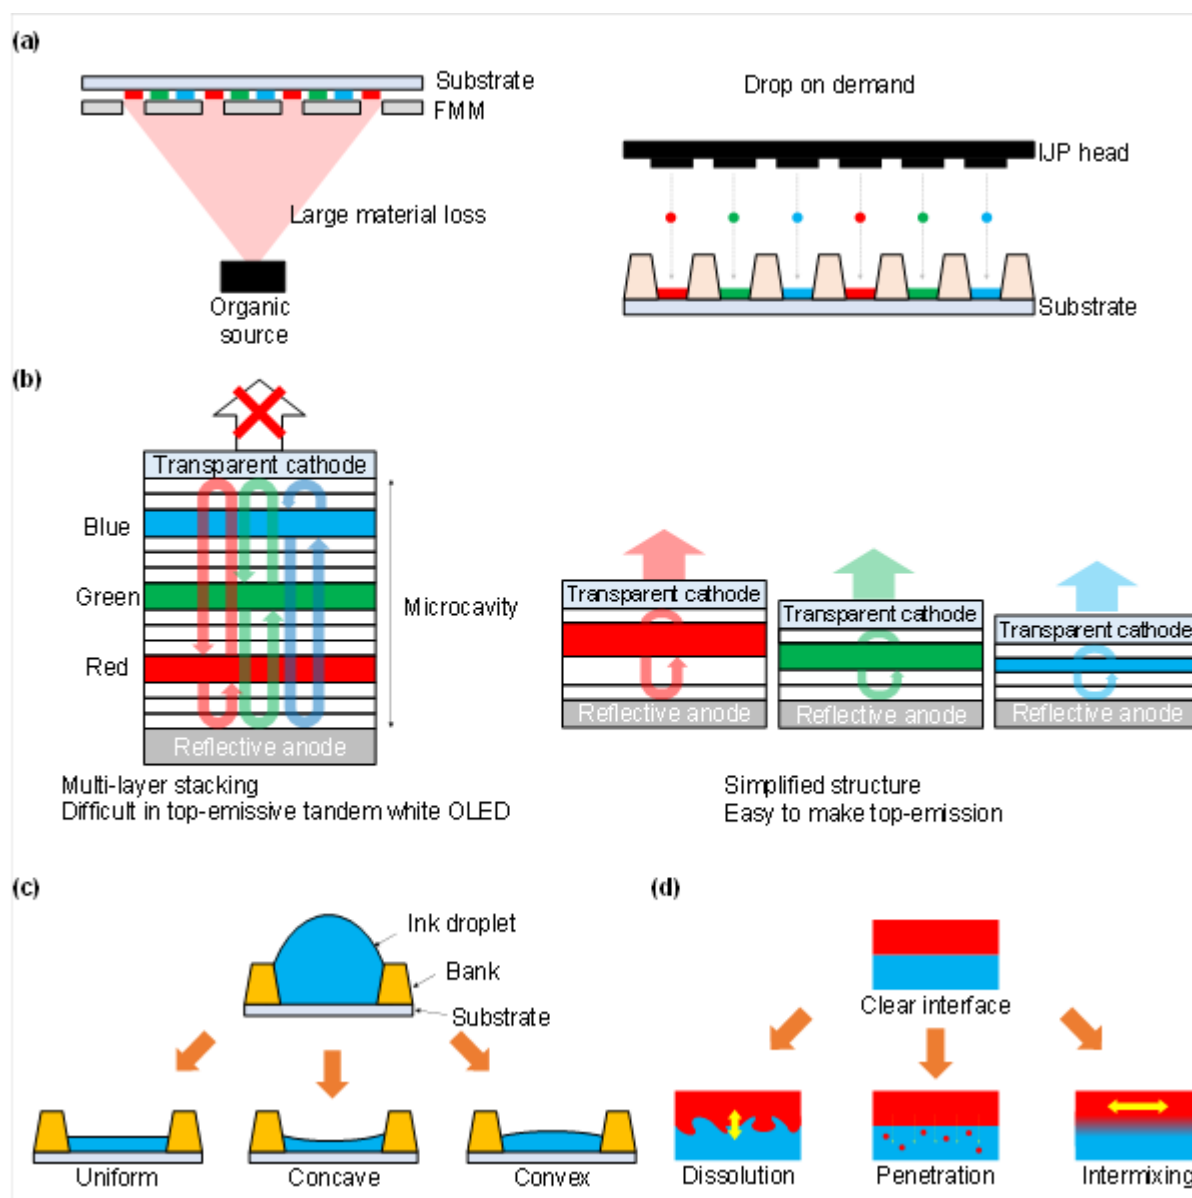 (a)
Substrate
FMM
Large material loss
Organic
source
Drop on demand
IJP head
Substrate
(b)
Transparent cathode
Blue
Green
Red
Microcavity
Reflective anode
Multi-layer stacking
Difficult in top-emissive tandem white OLED
Transparent cathode
Reflective anode
Transparent cathode
Reflective anode
Transparent cathode
Reflective anode
Simplified structure
Easy to make top-emission
(c)
Ink droplet
Bank
Substrate
Uniform
Concave
Convex
(d)
Clear interface
Dissolution
Penetration
Intermixing